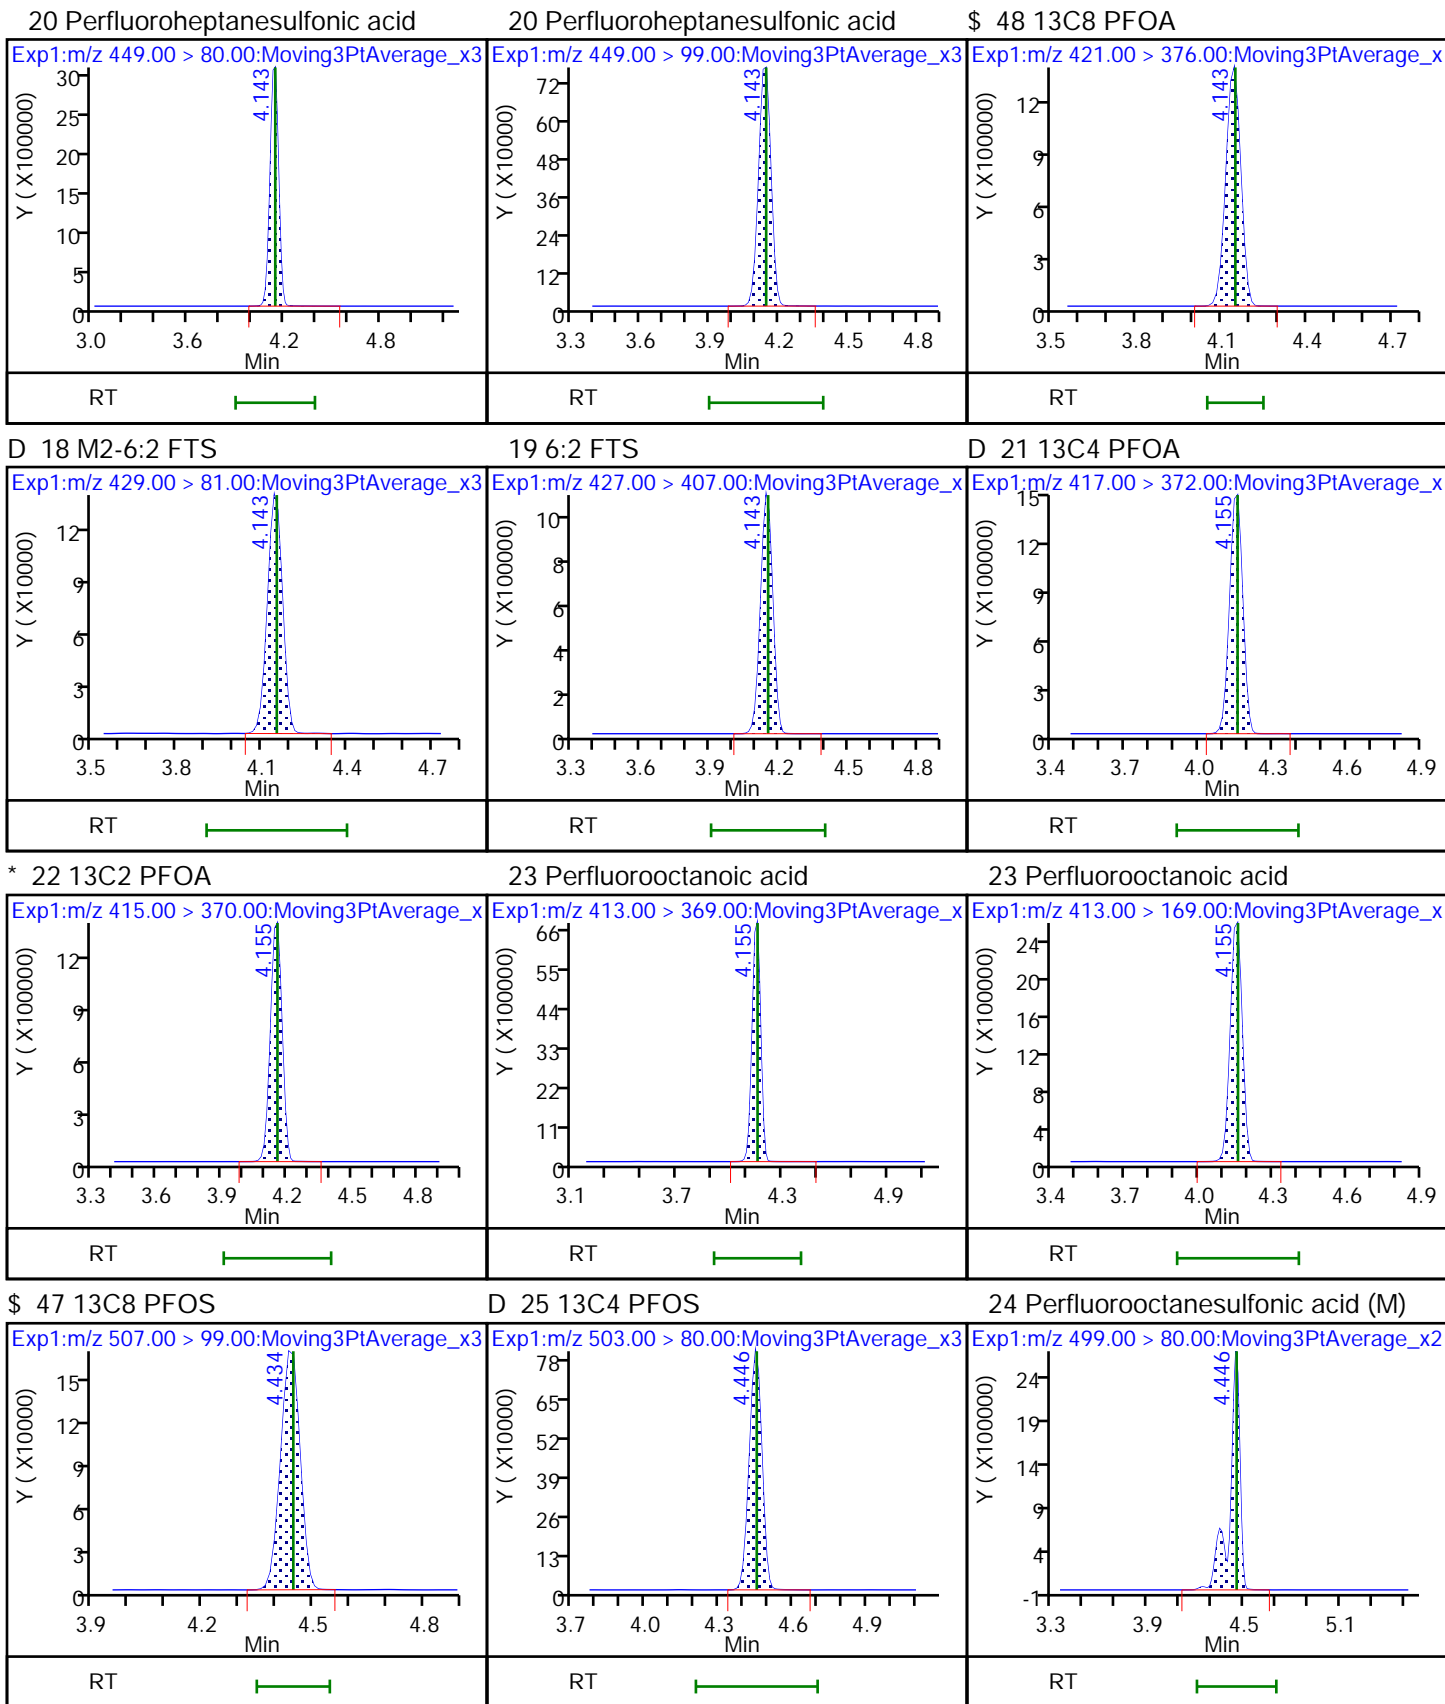 20 Perfluoroheptanesulfonic acid
20 Perfluoroheptanesulfonic acid
$ 48 13C8 PFOA
Exp1:m/z 449.00 > 80.00:Moving3PtAverage_x3
Exp1:m/z 449.00 > 99.00:Moving3PtAverage_x3
Exp1:m/z 421.00 > 376.00:Moving3PtAverage_x
4.143
4.143
4.143
Y ( X100000)
30
25
20
15
10
5
0
3.0 3.6 4.2 4.8
Min
Y ( X100000)
72
60
48
36
24
12
0
3.3 3.6 3.9 4.2 4.5 4.8
Min
Y ( X100000)
12
9
6
3
0
3.5 3.8 4.1 4.4 4.7
Min
RT
RT
RT
D 18 M2-6:2 FTS
19 6:2 FTS
D 21 13C4 PFOA
Exp1:m/z 429.00 > 81.00:Moving3PtAverage_x3
Exp1:m/z 427.00 > 407.00:Moving3PtAverage_x
Exp1:m/z 417.00 > 372.00:Moving3PtAverage_x
4.143
4.143
4.155
Y ( X10000)
12
9
6
3
0
3.5 3.8 4.1 4.4 4.7
Min
Y ( X100000)
10
8
6
4
2
0
3.3 3.6 3.9 4.2 4.5 4.8
Min
Y ( X100000)
15
12
9
6
3
0
3.4 3.7 4.0 4.3 4.6 4.9
Min
RT
RT
RT
* 22 13C2 PFOA
23 Perfluorooctanoic acid
23 Perfluorooctanoic acid
Exp1:m/z 415.00 > 370.00:Moving3PtAverage_x
Exp1:m/z 413.00 > 369.00:Moving3PtAverage_x
Exp1:m/z 413.00 > 169.00:Moving3PtAverage_x
4.155
4.155
4.155
Y ( X100000)
12
9
6
3
0
3.3 3.6 3.9 4.2 4.5 4.8
Min
Y ( X100000)
66
55
44
33
22
11
0
3.1 3.7 4.3 4.9
Min
Y ( X100000)
24
20
16
12
8
4
0
3.4 3.7 4.0 4.3 4.6 4.9
Min
RT
RT
RT
$ 47 13C8 PFOS
D 25 13C4 PFOS
24 Perfluorooctanesulfonic acid (M)
Exp1:m/z 507.00 > 99.00:Moving3PtAverage_x3
Exp1:m/z 503.00 > 80.00:Moving3PtAverage_x3
Exp1:m/z 499.00 > 80.00:Moving3PtAverage_x2
4.434
4.446
4.446
Y ( X100000)
15
12
9
6
3
0
3.9 4.2 4.5 4.8
Min
Y ( X10000)
78
65
52
39
26
13
0
3.7 4.0 4.3 4.6 4.9
Min
Y ( X100000)
24
19
14
9
4
-1
3.3 3.9 4.5 5.1
Min
RT
RT
RT